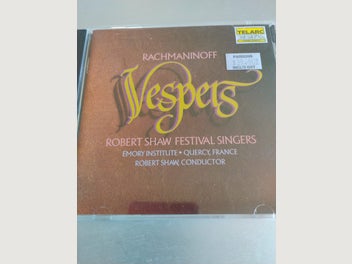 TELARC
RACHMANINOFF
Vespers
ROBERT SHAW FESTIVAL SINGERS
EMORY INSTITUTE • QUERCY, FRANCE
ROBERT SHAW, CONDUCTOR